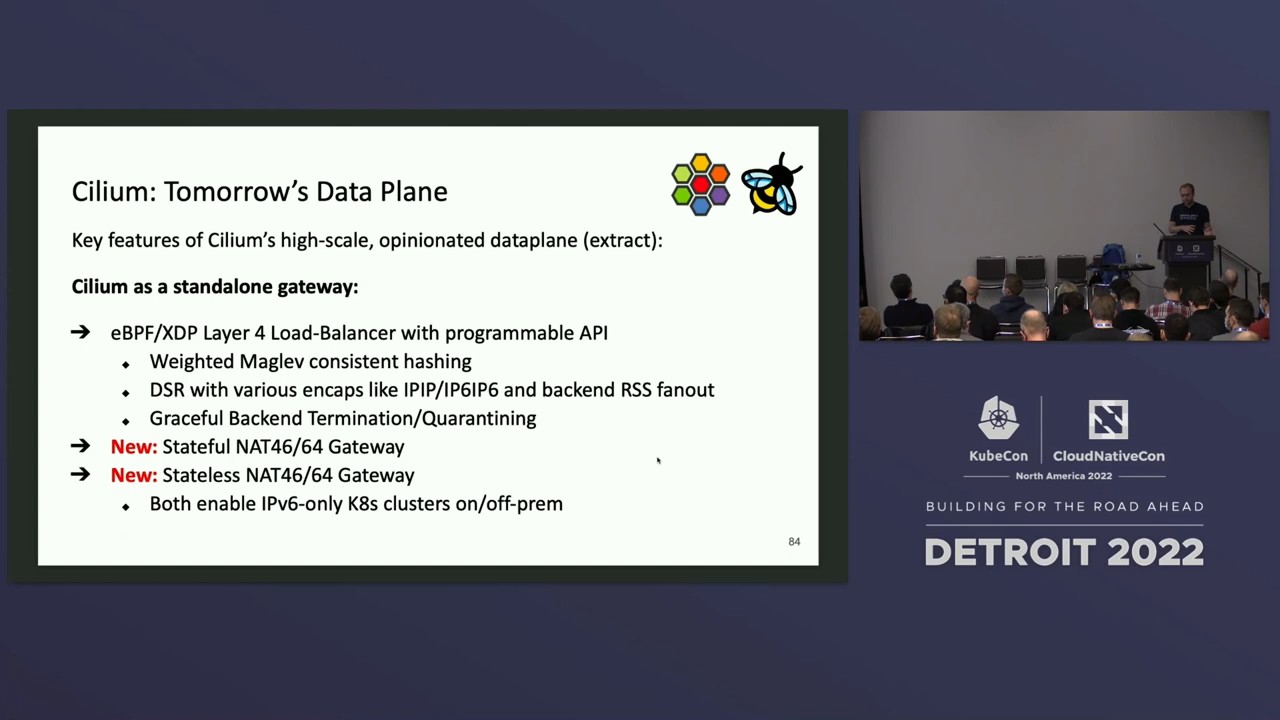 Cilium: Tomorrow's Data Plane
Key features of Cilium's high-scale, opinionated dataplane (extract):
Cilium as a standalone gateway:
➔ eBPF/XDP Layer 4 Load-Balancer with programmable API
◆ Weighted Maglev consistent hashing
◆ DSR with various encaps like IPIP/IP6IP6 and backend RSS fanout
◆ Graceful Backend Termination/Quarantining
➔ New: Stateful NAT46/64 Gateway
➔ New: Stateless NAT46/64 Gateway
◆ Both enable IPv6-only K8s clusters on/off-prem
84
KubeCon
CloudNativeCon
North America 2022
BUILDING FOR THE ROAD AHEAD
DETROIT 2022